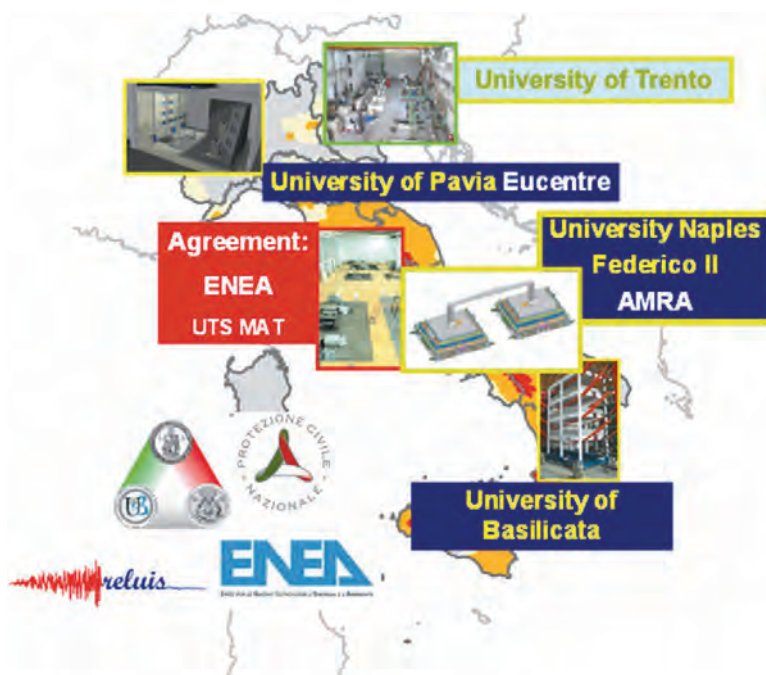 University of Trento
University of Pavia Eucentre
Agreement:
ENEA
UTS MAT
University Naples
Federico II
AMRA
University of
Basilicata
PROTEZIONE CIVILE
NAZIONALE
UB
reluis
ENEA